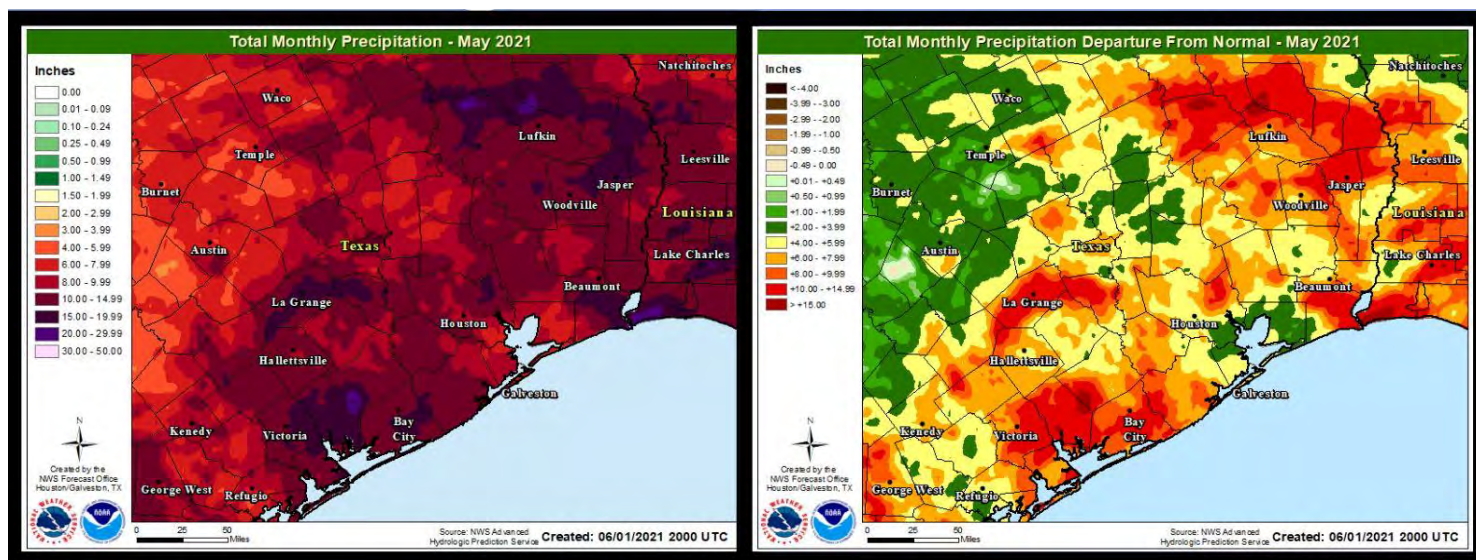 Total Monthly Precipitation - May 2021
Inches
0.00
0.01 - 0.09
0.10 - 0.24
0.25 - 0.49
0.50 - 0.99
1.00 - 1.49
1.50 - 1.99
2.00 - 2.99
3.00 - 3.99
4.00 - 5.99
6.00 - 7.99
8.00 - 9.99
10.00 - 14.99
15.00 - 19.99
20.00 - 29.99
30.00 - 50.00
Natchitoches
Waco
Lufkin
Temple
Leesville
Burnet
Jasper
Woodville
Louisiana
Austin
Texas
Lake Charles
Beaumont
La Grange
Houston
Hallettsville
Galveston
Kenedy
Victoria
Bay
City
George West
Refugio
N
Created by the
NWS Forecast Office
Houston/Galveston, TX
NOAA
0 25 50
Miles
Source: NWS Advanced
Hydrologic Prediction Service
Created: 06/01/2021 2000 UTC
Total Monthly Precipitation Departure From Normal - May 2021
Inches
< -4.00
-3.99 - -3.00
-2.99 - -2.00
-1.99 - -1.00
-0.99 - -0.50
-0.49 - 0.00
+0.01 - +0.49
+0.50 - +0.99
+1.00 - +1.99
+2.00 - +3.99
+4.00 - +5.99
+6.00 - +7.99
+8.00 - +9.99
+10.00 - +14.99
> +15.00
Natchitoches
Waco
Lufkin
Temple
Leesville
Burnet
Jasper
Woodville
Louisiana
Austin
Texas
Lake Charles
Beaumont
La Grange
Houston
Hallettsville
Galveston
Kenedy
Victoria
Bay
City
George West
Refugio
N
Created by the
NWS Forecast Office
Houston/Galveston, TX
NOAA
0 25 50
Miles
Source: NWS Advanced
Hydrologic Prediction Service
Created: 06/01/2021 2000 UTC